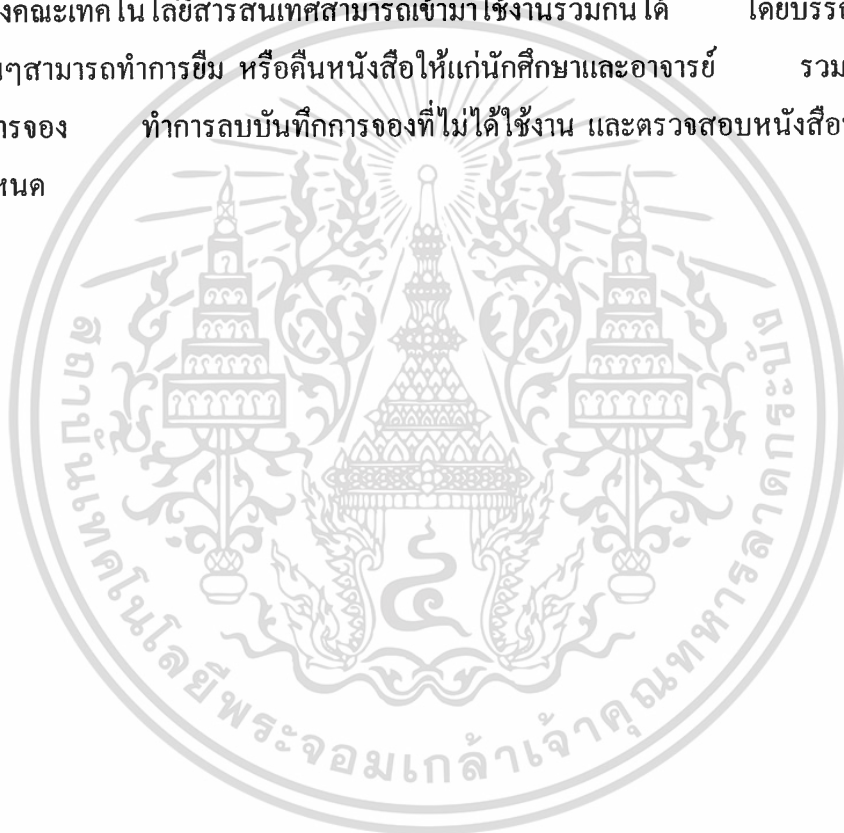 งคณะเทคโนโลยีสารสนเทศสามารถเข้ามาใช้งานร่วมกันได้ โดยบรรณ
นๆสามารถทำการยืม หรือคืนหนังสือให้แก่นักศึกษาและอาจารย์ รวม
ารจอง ทำการลบบันทึกการจองที่ไม่ได้ใช้งาน และตรวจสอบหนังสือ
หนด
สถาบันเทคโนโลยีพระจอมเกล้าเจ้าคุณทหารลาดกระบัง